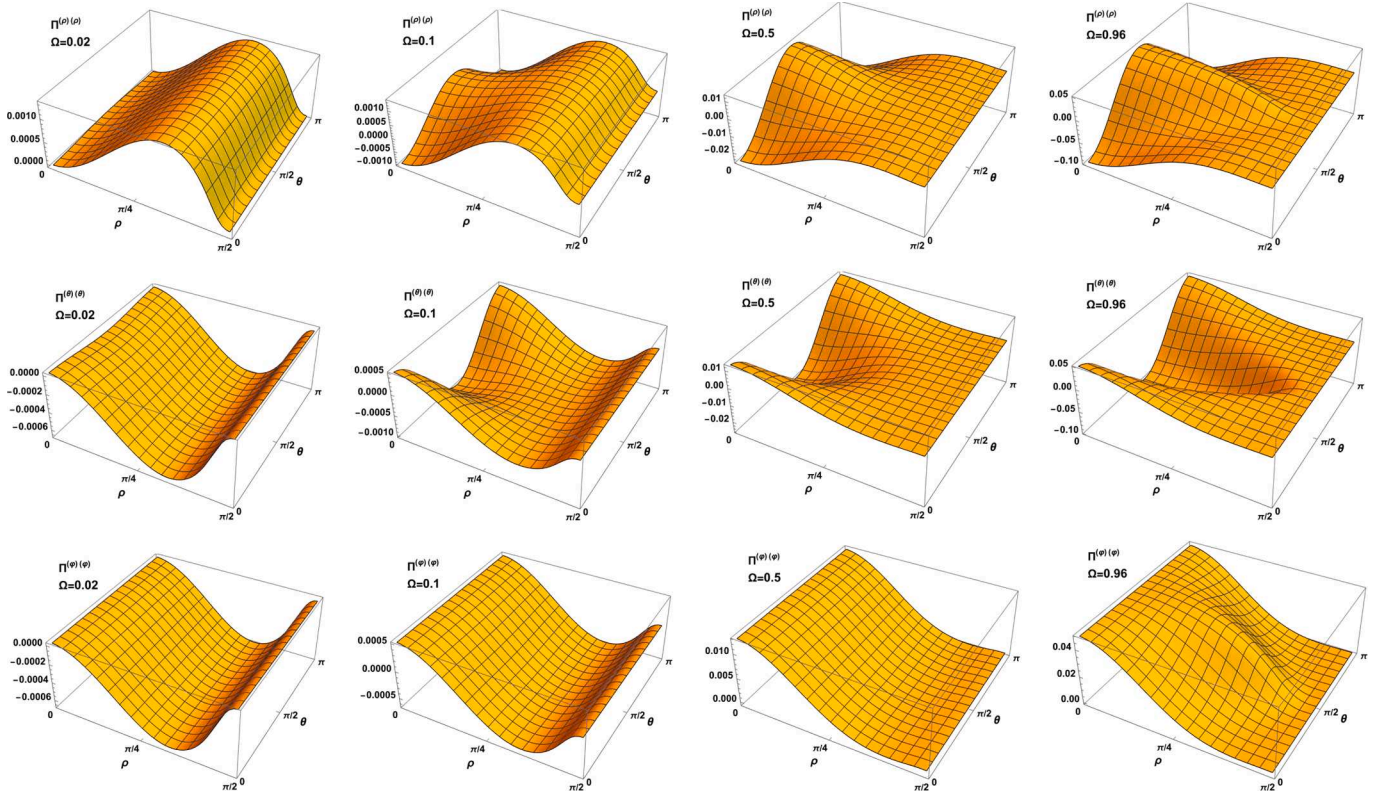 Π(ρ)(ρ)
Ω=0.02
0.0010
0.0005
0.0000
0
π/4
ρ
π/2
0
π/2
θ
π
Π(ρ)(ρ)
Ω=0.1
0.0010
0.0005
0.0000
−0.0005
−0.0010
0
π/4
ρ
π/2
0
π/2
θ
π
Π(ρ)(ρ)
Ω=0.5
0.01
0.00
−0.01
−0.02
0
π/4
ρ
π/2
0
π/2
θ
π
Π(ρ)(ρ)
Ω=0.96
0.05
0.00
−0.05
−0.10
0
π/4
ρ
π/2
0
π/2
θ
π
Π(θ)(θ)
Ω=0.02
0.0000
−0.0002
−0.0004
−0.0006
0
π/4
ρ
π/2
0
π/2
θ
π
Π(θ)(θ)
Ω=0.1
0.0005
0.0000
−0.0005
−0.0010
0
π/4
ρ
π/2
0
π/2
θ
π
Π(θ)(θ)
Ω=0.5
0.01
0.00
−0.01
−0.02
0
π/4
ρ
π/2
0
π/2
θ
π
Π(θ)(θ)
Ω=0.96
0.05
0.00
−0.05
−0.10
0
π/4
ρ
π/2
0
π/2
θ
π
Π(φ)(φ)
Ω=0.02
0.0000
−0.0002
−0.0004
−0.0006
0
π/4
ρ
π/2
0
π/2
θ
π
Π(φ)(φ)
Ω=0.1
0.0005
0.0000
−0.0005
0
π/4
ρ
π/2
0
π/2
θ
π
Π(φ)(φ)
Ω=0.5
0.010
0.005
0.000
0
π/4
ρ
π/2
0
π/2
θ
π
Π(φ)(φ)
Ω=0.96
0.04
0.02
0.00
0
π/4
ρ
π/2
0
π/2
θ
π